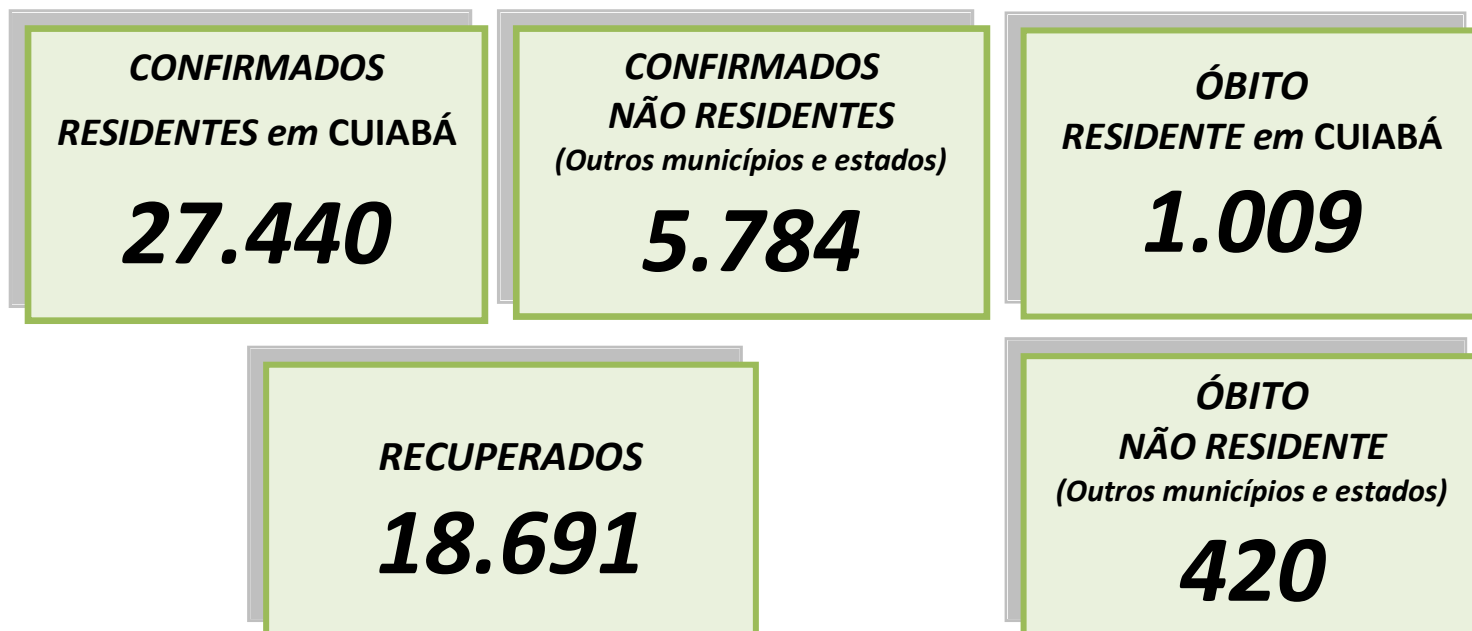 CONFIRMADOS
RESIDENTES em CUIABÁ
27.440
CONFIRMADOS
NÃO RESIDENTES
(Outros municípios e estados)
5.784
ÓBITO
RESIDENTE em CUIABÁ
1.009
RECUPERADOS
18.691
ÓBITO
NÃO RESIDENTE
(Outros municípios e estados)
420